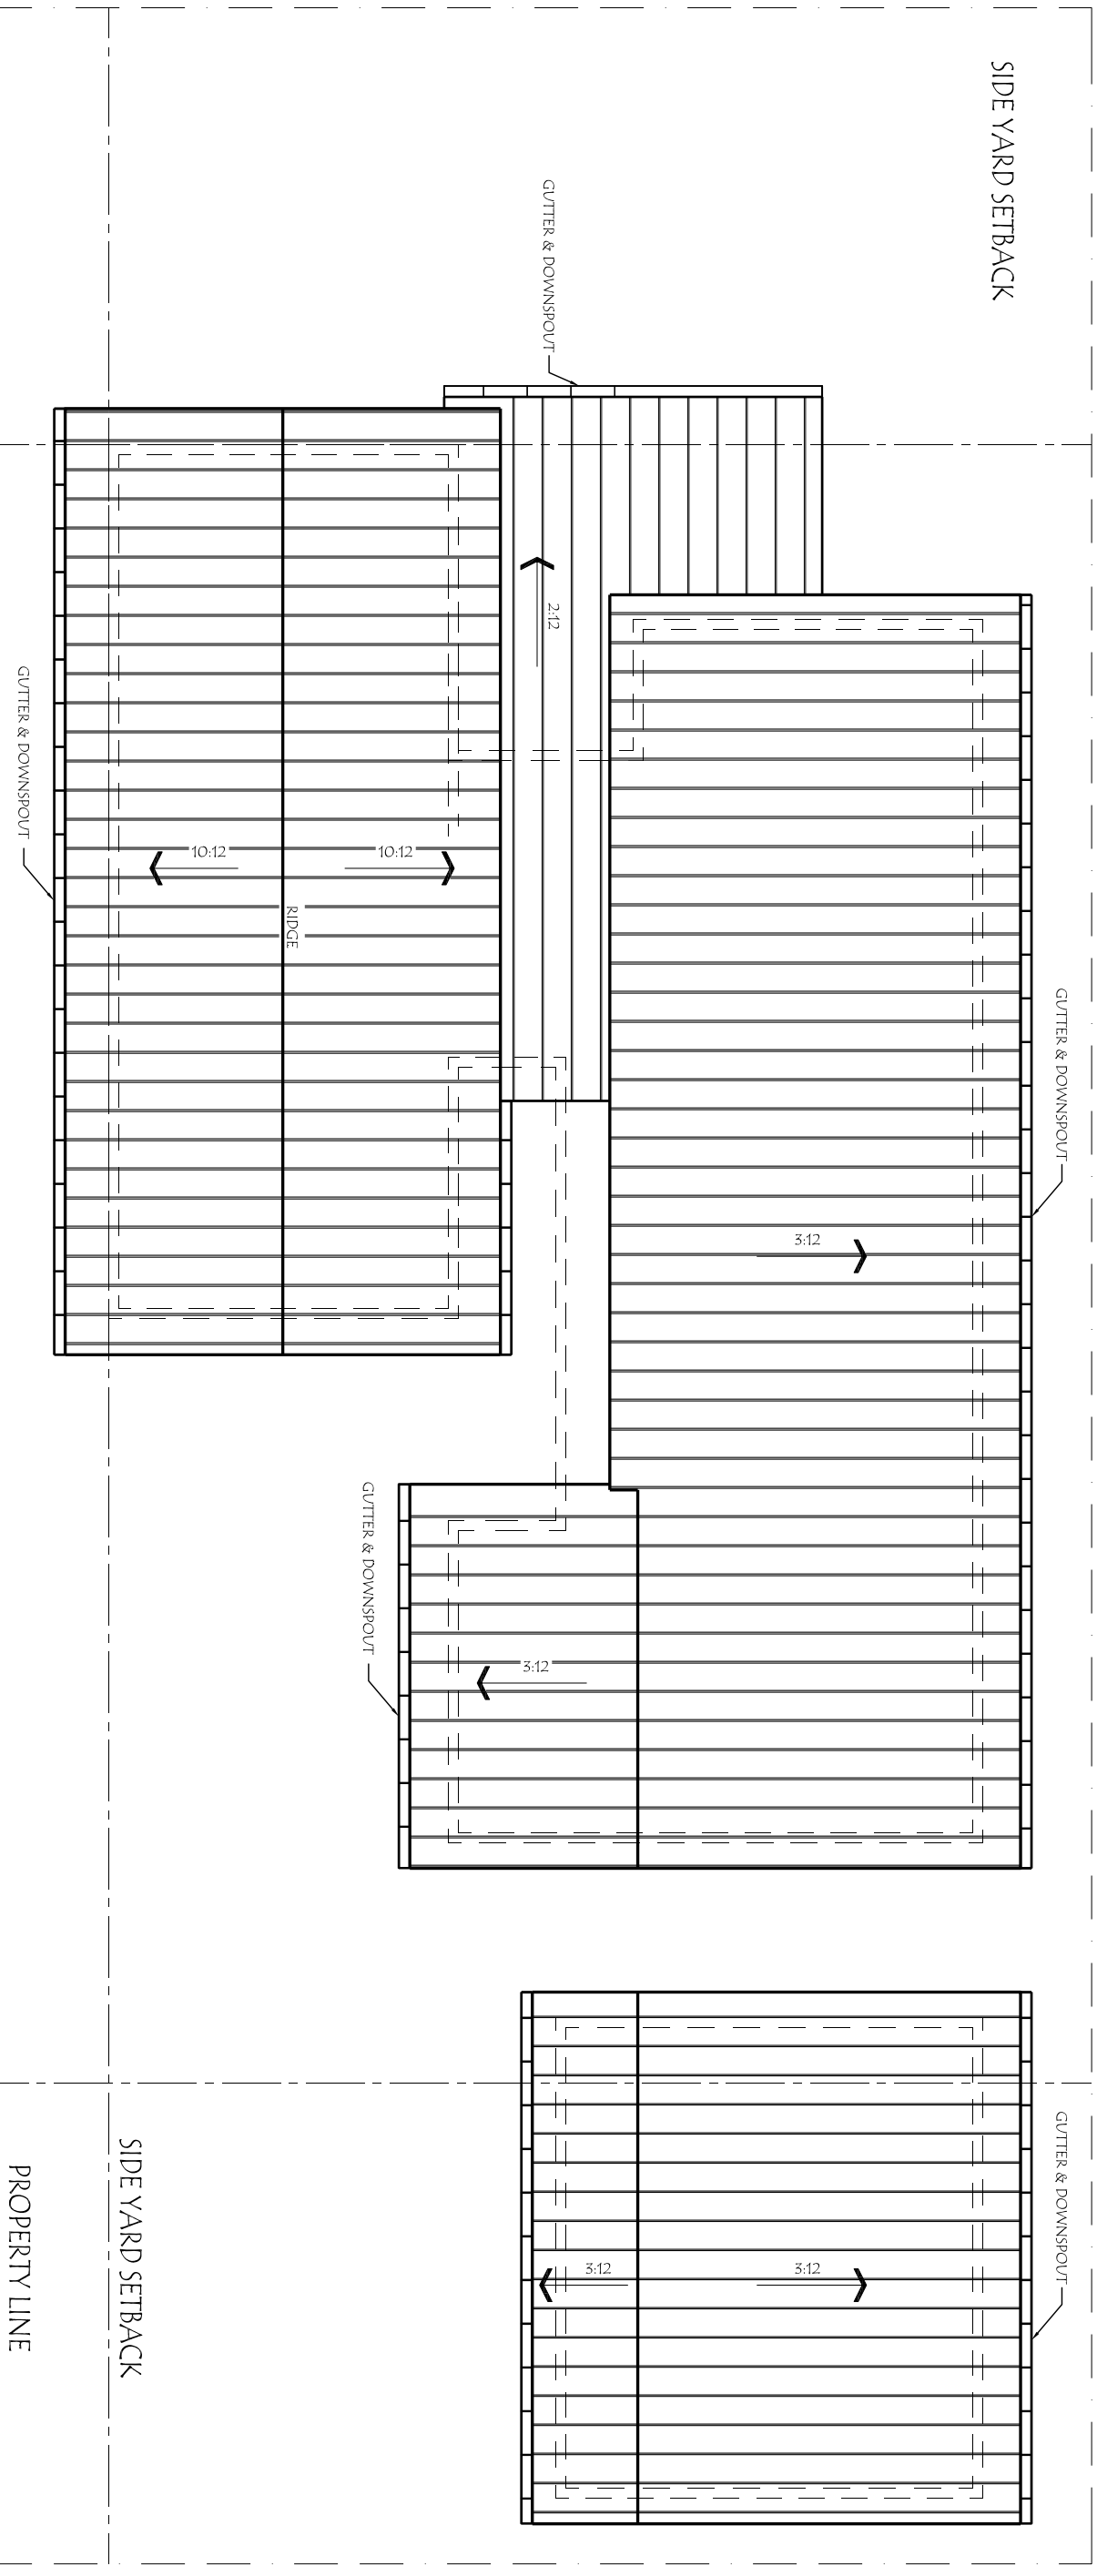 SIDE YARD SETBACK
GUTTER & DOWNSPOUT
2:12
GUTTER & DOWNSPOUT
10:12
10:12
RIDGE
GUTTER & DOWNSPOUT
3:12
GUTTER & DOWNSPOUT
3:12
GUTTER & DOWNSPOUT
3:12
3:12
SIDE YARD SETBACK
PROPERTY LINE